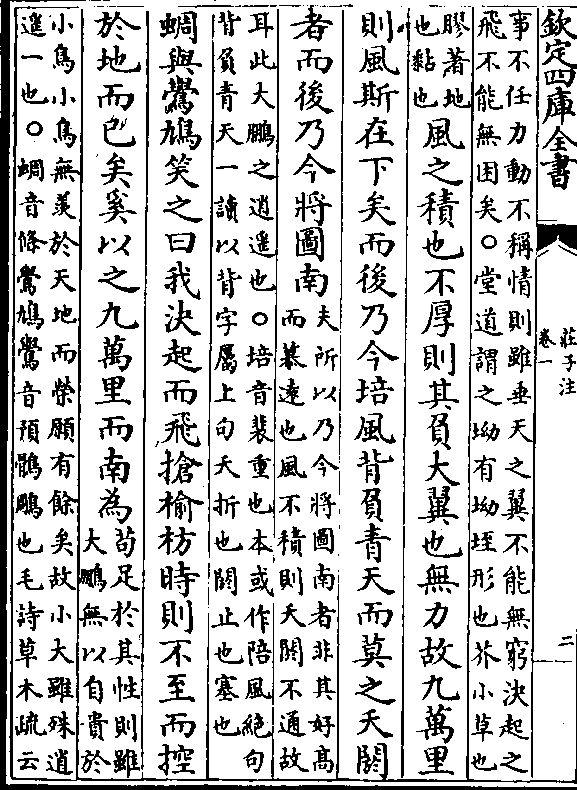 欽定四庫全書
莊子注
卷一
二
事不任力動不稱情則雖垂天之翼不能無窮決起之
飛不能無困矣○堂道謂之坳有坳垤形也芥小草也
膠著地
也黏也
風之積也不厚則其負大翼也無力故九萬里
則風斯在下矣而後乃今培風背負青天而莫之夭閼
者而後乃今將圖南
夫所以乃今將圖南者非其好高
而慕遠也風不積則夭閼不通故
耳此大鵬之逍遥也○培音裴重也本或作陪風絶句
背負青天一讀以背字屬上句夭折也閼止也塞也
蜩與鷽鳩笑之曰我決起而飛搶榆枋時則不至而控
於地而已矣奚以之九萬里而南為
苟足於其性則雖
大鵬無以自貴於
小鳥小鳥無羡於天地而榮願有餘矣故小大雖殊逍
遥一也○蜩音條鷽鳩鷽音預鶻鵰也毛詩草木疏云